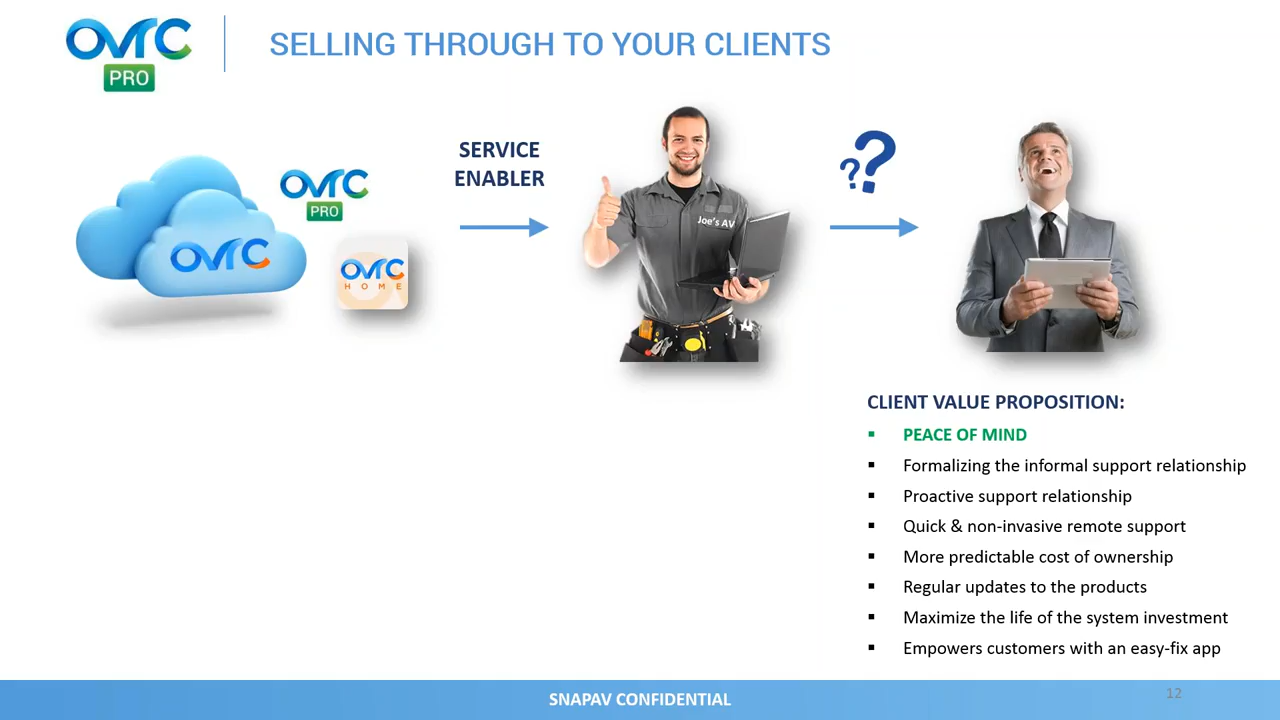 OVRC
PRO
SELLING THROUGH TO YOUR CLIENTS
OVRC
OVRC
PRO
OVRC
HOME
SERVICE
ENABLER
Joe's AV
??
CLIENT VALUE PROPOSITION:
▪ PEACE OF MIND
▪ Formalizing the informal support relationship
▪ Proactive support relationship
▪ Quick & non-invasive remote support
▪ More predictable cost of ownership
▪ Regular updates to the products
▪ Maximize the life of the system investment
▪ Empowers customers with an easy-fix app
SNAPAV CONFIDENTIAL
12